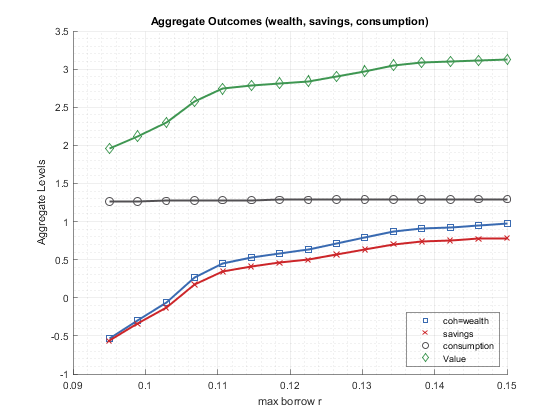 Aggregate Outcomes (wealth, savings, consumption)
3.5
3
2.5
2
1.5
1
0.5
0
-0.5
-1
Aggregate Levels
0.09
0.1
0.11
0.12
0.13
0.14
0.15
max borrow r
coh=wealth
savings
consumption
Value